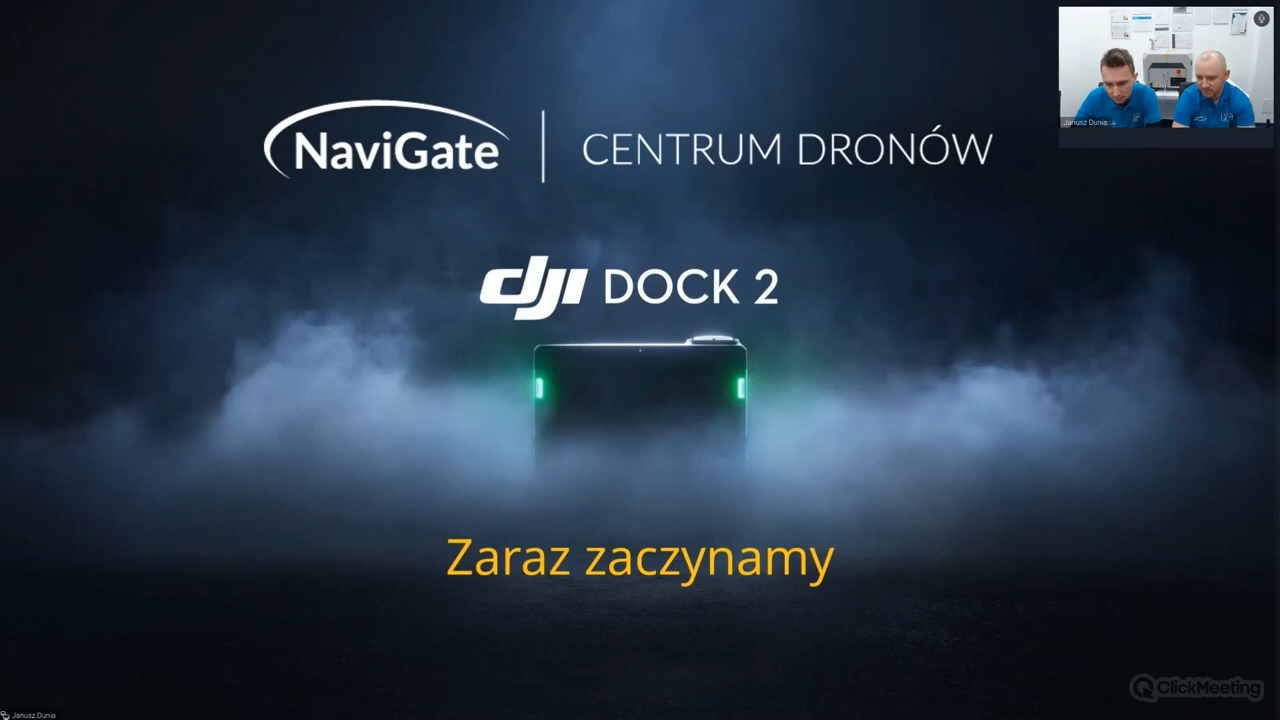 NaviGate | CENTRUM DRONÓW
Janusz Dunia
dji DOCK 2
Zaraz zaczynamy
ClickMeeting
Janusz Dunia